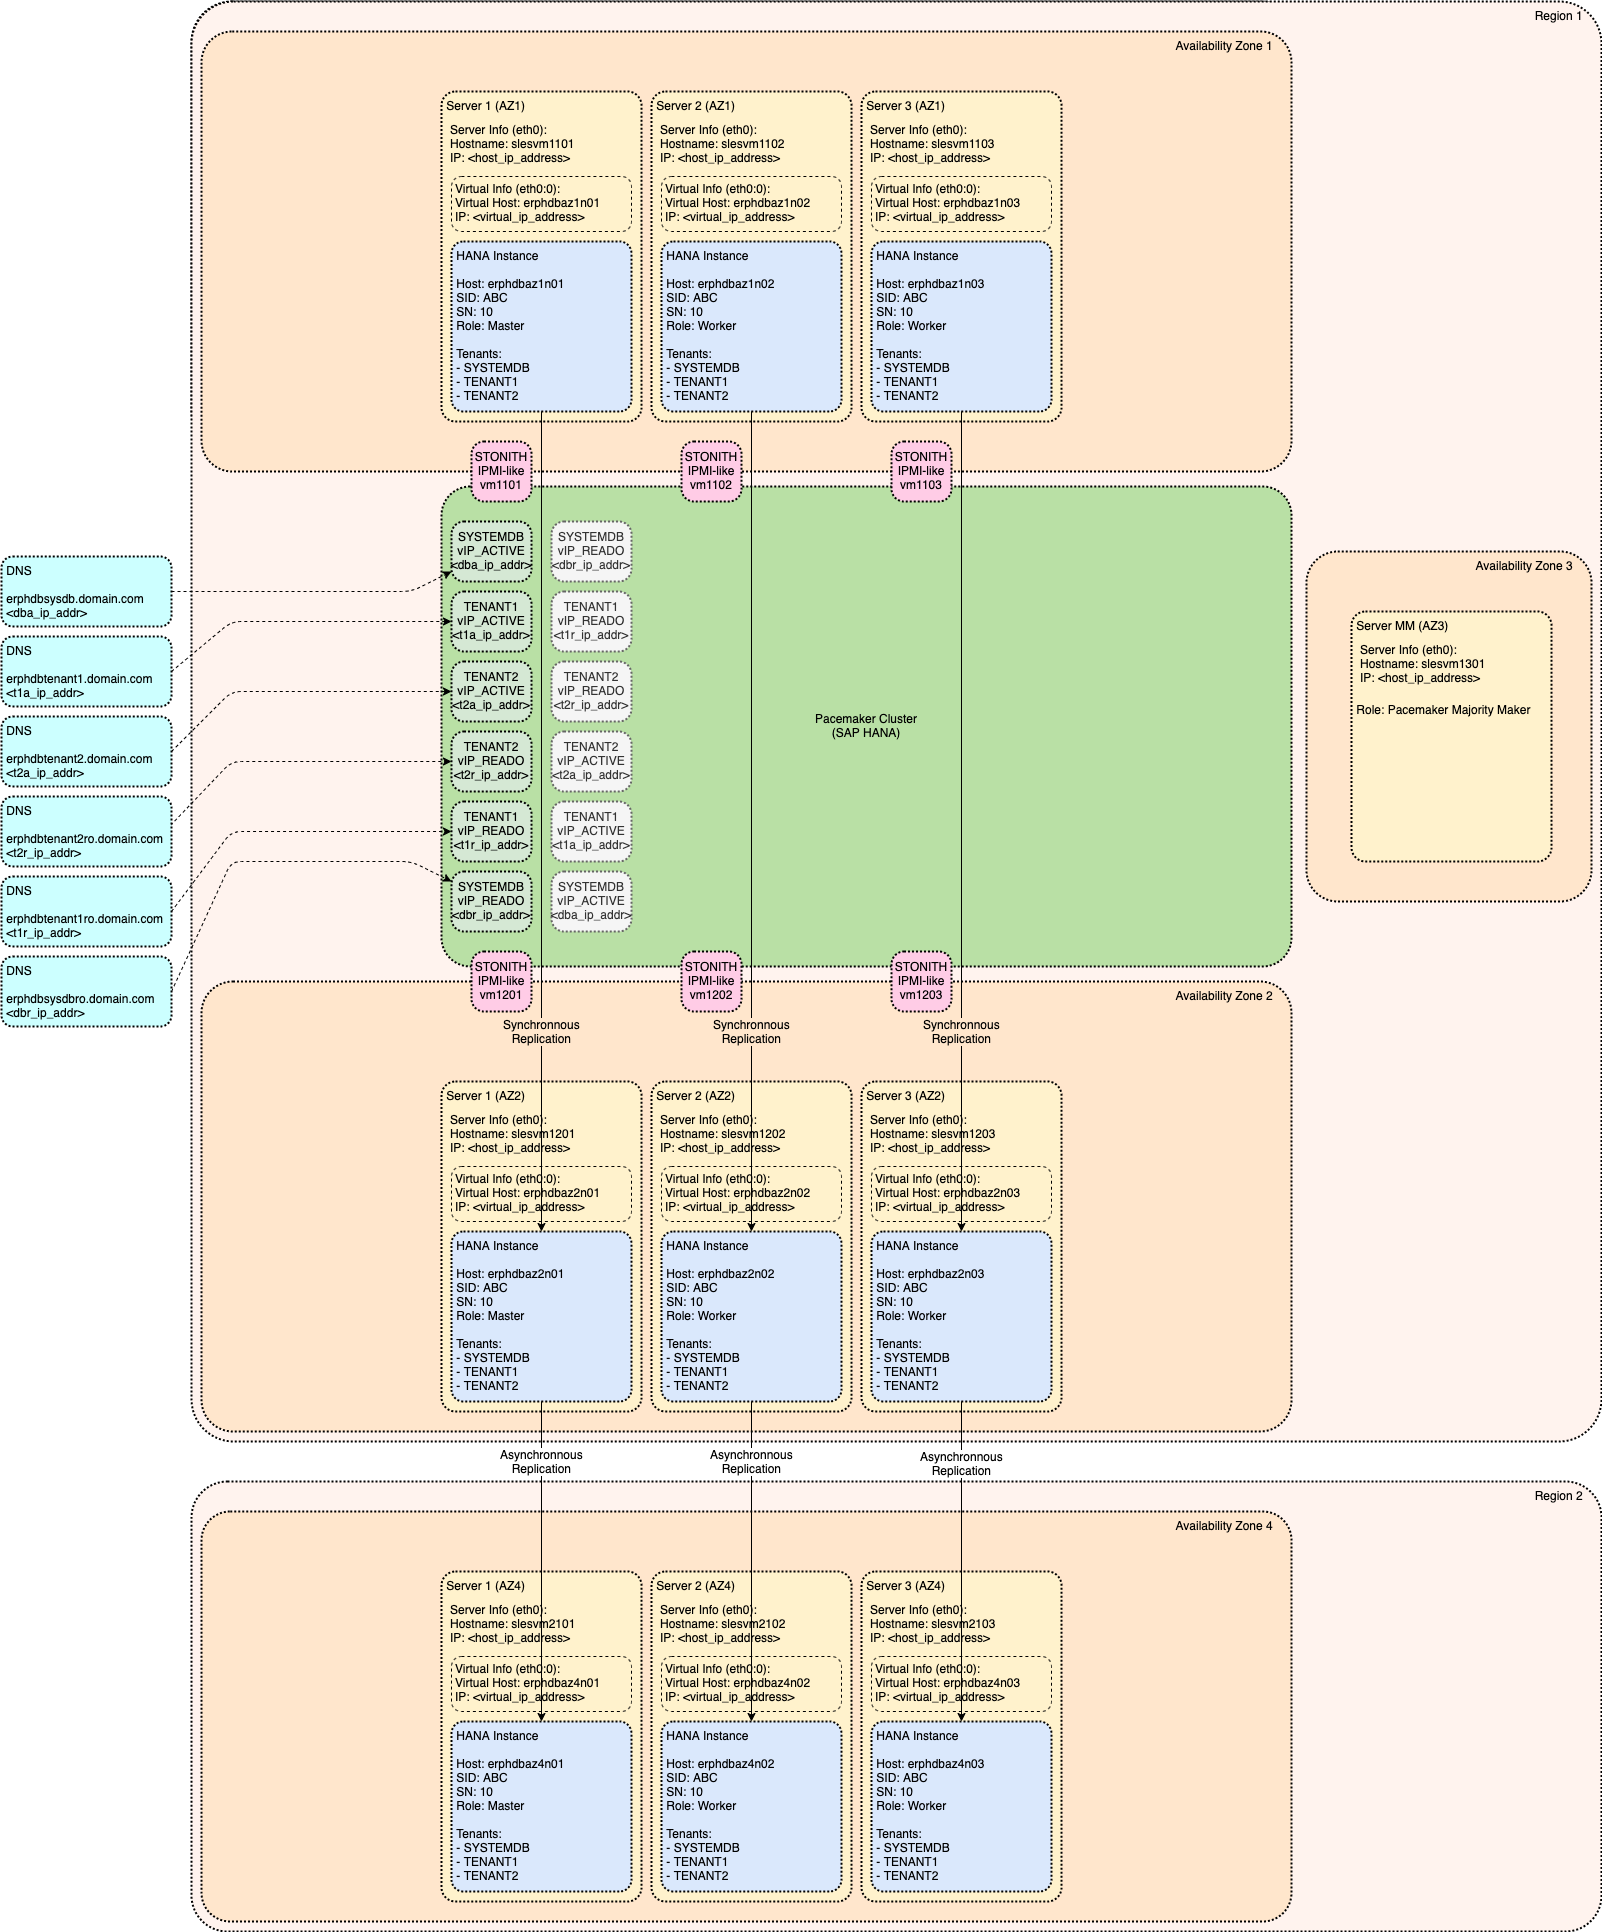 Region 1
Availability Zone 1
Server 1 (AZ1)
Server Info (eth0):
Hostname: slesvm1101
IP: <host_ip_address>
Virtual Info (eth0:0):
Virtual Host: erphdbaz1n01
IP: <virtual_ip_address>
HANA Instance
Host: erphdbaz1n01
SID: ABC
SN: 10
Role: Master
Tenants:
- SYSTEMDB
- TENANT1
- TENANT2
Server 2 (AZ1)
Server Info (eth0):
Hostname: slesvm1102
IP: <host_ip_address>
Virtual Info (eth0:0):
Virtual Host: erphdbaz1n02
IP: <virtual_ip_address>
HANA Instance
Host: erphdbaz1n02
SID: ABC
SN: 10
Role: Worker
Tenants:
- SYSTEMDB
- TENANT1
- TENANT2
Server 3 (AZ1)
Server Info (eth0):
Hostname: slesvm1103
IP: <host_ip_address>
Virtual Info (eth0:0):
Virtual Host: erphdbaz1n03
IP: <virtual_ip_address>
HANA Instance
Host: erphdbaz1n03
SID: ABC
SN: 10
Role: Worker
Tenants:
- SYSTEMDB
- TENANT1
- TENANT2
STONITH
IPMI-like
vm1101
STONITH
IPMI-like
vm1102
STONITH
IPMI-like
vm1103
DNS
erphdbsysdb.domain.com
<dba_ip_addr>
DNS
erphdbtenant1.domain.com
<t1a_ip_addr>
DNS
erphdbtenant2.domain.com
<t2a_ip_addr>
DNS
erphdbtenant2ro.domain.com
<t2r_ip_addr>
DNS
erphdbtenant1ro.domain.com
<t1r_ip_addr>
DNS
erphdbsysdbro.domain.com
<dbr_ip_addr>
SYSTEMDB
vIP_ACTIVE
<dba_ip_addr>
SYSTEMDB
vIP_READO
<dbr_ip_addr>
TENANT1
vIP_ACTIVE
<t1a_ip_addr>
TENANT1
vIP_READO
<t1r_ip_addr>
TENANT2
vIP_ACTIVE
<t2a_ip_addr>
TENANT2
vIP_READO
<t2r_ip_addr>
TENANT2
vIP_READO
<t2r_ip_addr>
TENANT2
vIP_ACTIVE
<t2a_ip_addr>
TENANT1
vIP_READO
<t1r_ip_addr>
TENANT1
vIP_ACTIVE
<t1a_ip_addr>
SYSTEMDB
vIP_READO
<dbr_ip_addr>
SYSTEMDB
vIP_ACTIVE
<dba_ip_addr>
Pacemaker Cluster
(SAP HANA)
Availability Zone 3
Server MM (AZ3)
Server Info (eth0):
Hostname: slesvm1301
IP: <host_ip_address>
Role: Pacemaker Majority Maker
STONITH
IPMI-like
vm1201
STONITH
IPMI-like
vm1202
STONITH
IPMI-like
vm1203
Availability Zone 2
Synchronnous
Replication
Synchronnous
Replication
Synchronnous
Replication
Server 1 (AZ2)
Server Info (eth0):
Hostname: slesvm1201
IP: <host_ip_address>
Virtual Info (eth0:0):
Virtual Host: erphdbaz2n01
IP: <virtual_ip_address>
HANA Instance
Host: erphdbaz2n01
SID: ABC
SN: 10
Role: Master
Tenants:
- SYSTEMDB
- TENANT1
- TENANT2
Server 2 (AZ2)
Server Info (eth0):
Hostname: slesvm1202
IP: <host_ip_address>
Virtual Info (eth0:0):
Virtual Host: erphdbaz2n02
IP: <virtual_ip_address>
HANA Instance
Host: erphdbaz2n02
SID: ABC
SN: 10
Role: Worker
Tenants:
- SYSTEMDB
- TENANT1
- TENANT2
Server 3 (AZ2)
Server Info (eth0):
Hostname: slesvm1203
IP: <host_ip_address>
Virtual Info (eth0:0):
Virtual Host: erphdbaz2n03
IP: <virtual_ip_address>
HANA Instance
Host: erphdbaz2n03
SID: ABC
SN: 10
Role: Worker
Tenants:
- SYSTEMDB
- TENANT1
- TENANT2
Asynchronnous
Replication
Asynchronnous
Replication
Asynchronnous
Replication
Region 2
Availability Zone 4
Server 1 (AZ4)
Server Info (eth0):
Hostname: slesvm2101
IP: <host_ip_address>
Virtual Info (eth0:0):
Virtual Host: erphdbaz4n01
IP: <virtual_ip_address>
HANA Instance
Host: erphdbaz4n01
SID: ABC
SN: 10
Role: Master
Tenants:
- SYSTEMDB
- TENANT1
- TENANT2
Server 2 (AZ4)
Server Info (eth0):
Hostname: slesvm2102
IP: <host_ip_address>
Virtual Info (eth0:0):
Virtual Host: erphdbaz4n02
IP: <virtual_ip_address>
HANA Instance
Host: erphdbaz4n02
SID: ABC
SN: 10
Role: Worker
Tenants:
- SYSTEMDB
- TENANT1
- TENANT2
Server 3 (AZ4)
Server Info (eth0):
Hostname: slesvm2103
IP: <host_ip_address>
Virtual Info (eth0:0):
Virtual Host: erphdbaz4n03
IP: <virtual_ip_address>
HANA Instance
Host: erphdbaz4n03
SID: ABC
SN: 10
Role: Worker
Tenants:
- SYSTEMDB
- TENANT1
- TENANT2